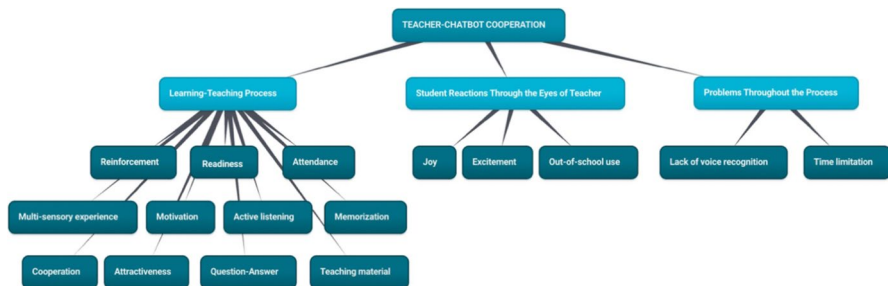 TEACHER-CHATBOT COOPERATION
Learning-Teaching Process
Student Reactions Through the Eyes of Teacher
Problems Throughout the Process
Reinforcement
Readiness
Attendance
Joy
Excitement
Out-of-school use
Lack of voice recognition
Time limitation
Multi-sensory experience
Motivation
Active listening
Memorization
Cooperation
Attractiveness
Question-Answer
Teaching material